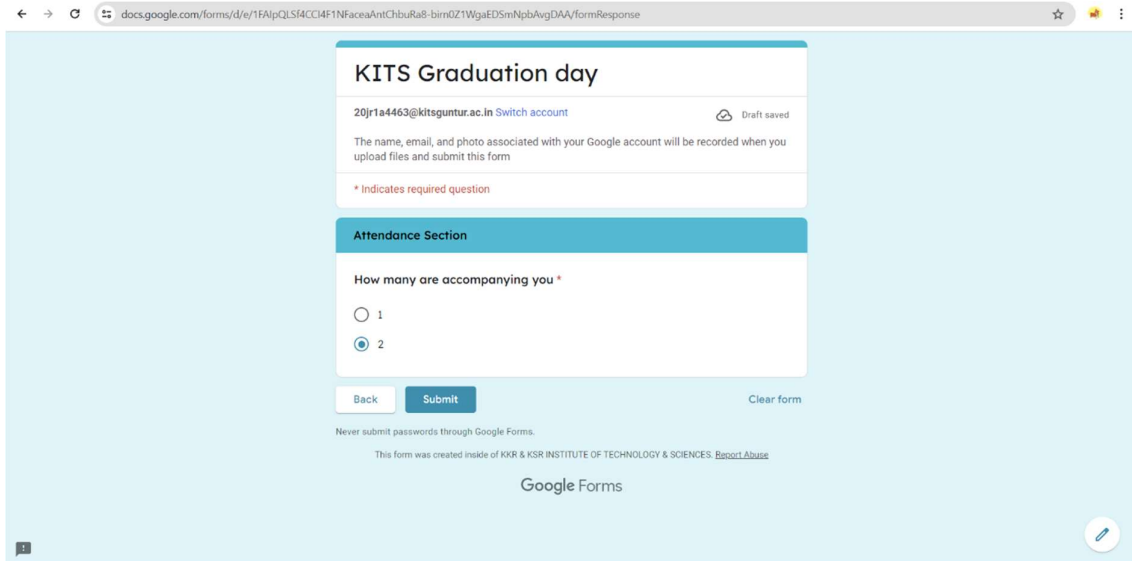 docs.google.com/forms/d/e/1FAIpQLSf4CCl4F1NFaceaAntChbuRa8-birn0Z1WgaEDSmNpbAvgDAA/formResponse
KITS Graduation day
20jr1a4463@kitsguntur.ac.in Switch account
Draft saved
The name, email, and photo associated with your Google account will be recorded when you
upload files and submit this form
* Indicates required question
Attendance Section
How many are accompanying you *
1
2
Back Submit Clear form
Never submit passwords through Google Forms.
This form was created inside of KKR & KSR INSTITUTE OF TECHNOLOGY & SCIENCES. Report Abuse
Google Forms